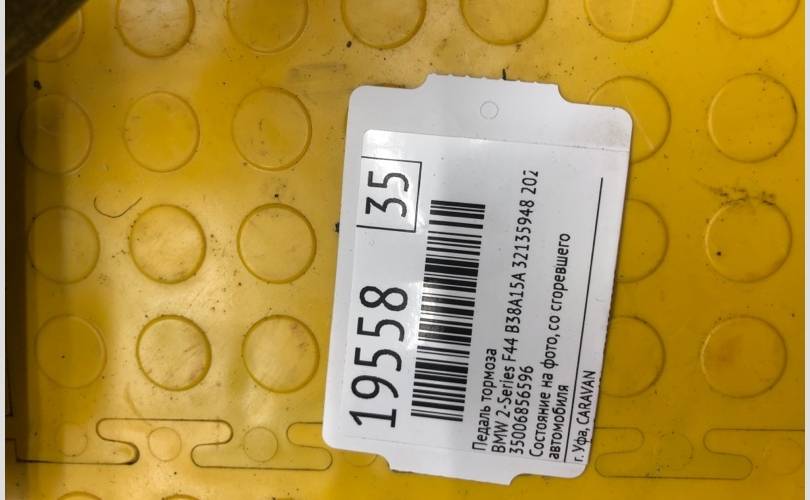 19558 35
Педаль тормоза
BMW 2-Series F44 B38A15A 32135948 202
35006856596
Состояние на фото, со сгоревшего
автомобиля
г. Уфа, CARAVAN